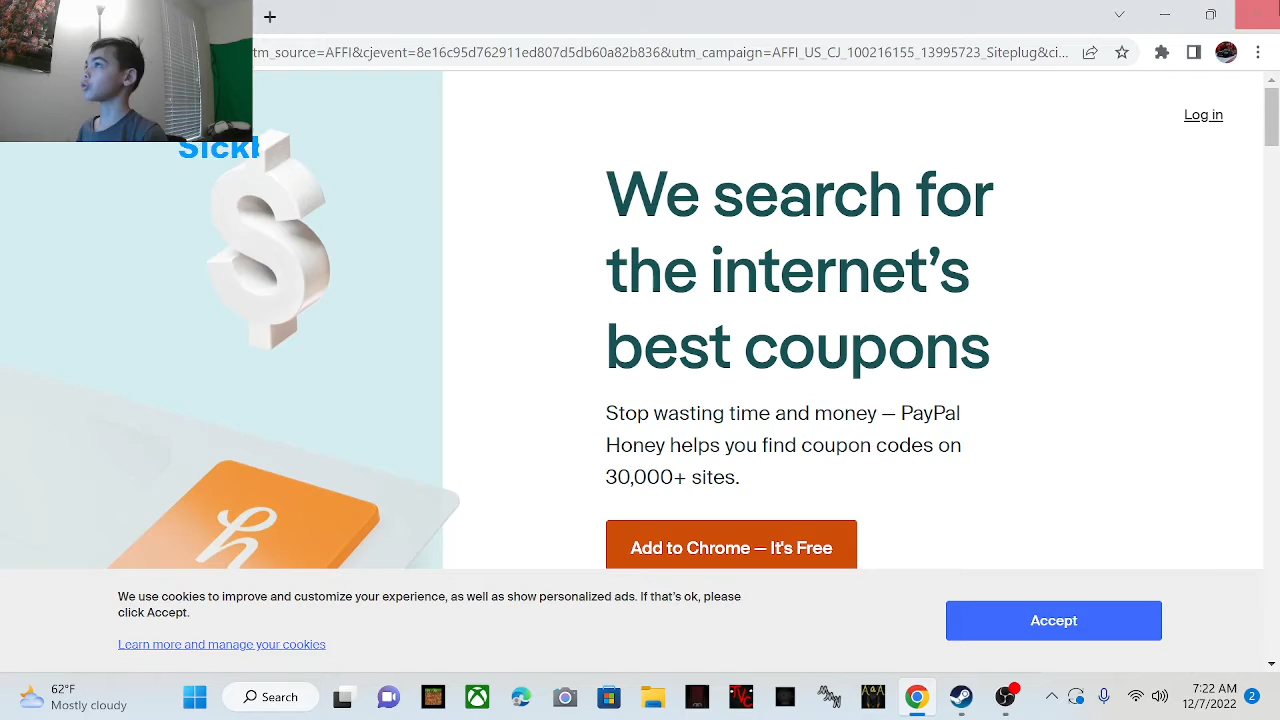 tm_source=AFFI&cjevent=8e16c95d762911ed807d5db60a82b836&utm_campaign=AFFI_US_CJ_100216155_13995723_Siteplug&ci...
Log in
We search for
the internet's
best coupons
Stop wasting time and money — PayPal
Honey helps you find coupon codes on
30,000+ sites.
Add to Chrome — It's Free
h
We use cookies to improve and customize your experience, as well as show personalized ads. If that's ok, please
click Accept.
Accept
Learn more and manage your cookies
62°F
Mostly cloudy
Search
7:22 AM
12/7/2022
2